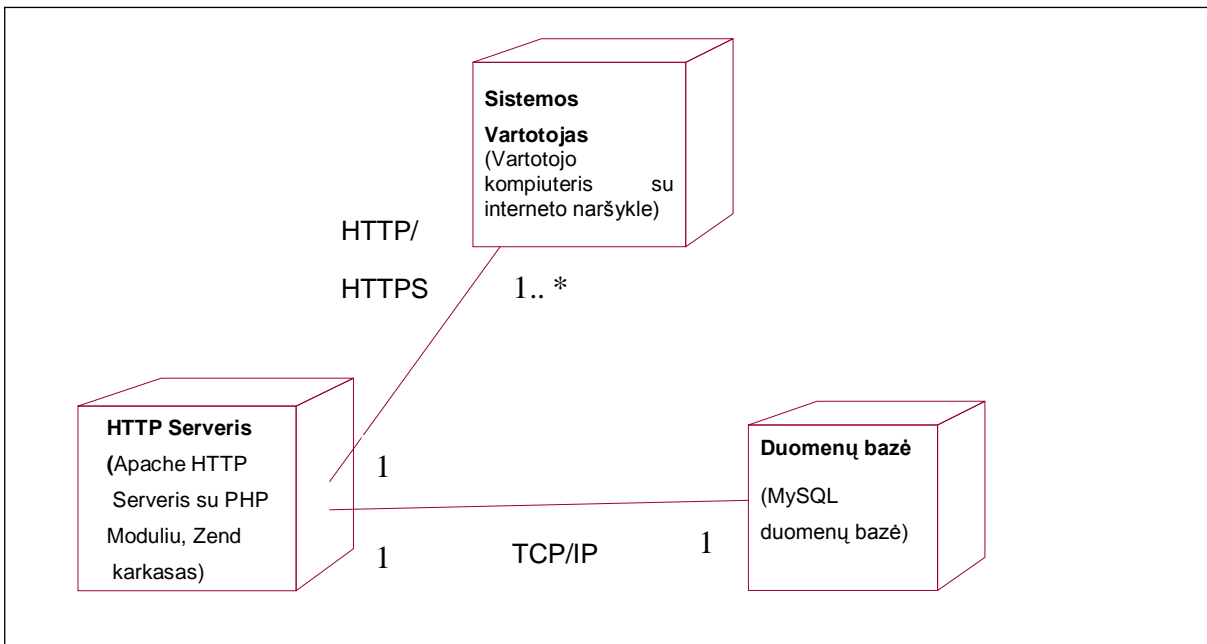 Sistemos
Vartotojas
(Vartotojo
kompiuteris su
interneto naršykle)
HTTP/
HTTPS
1.. *
HTTP Serveris
(Apache HTTP
Serveris su PHP
Moduliu, Zend
karkasas)
1
1
TCP/IP
1
Duomenų bazė
(MySQL
duomenų bazė)